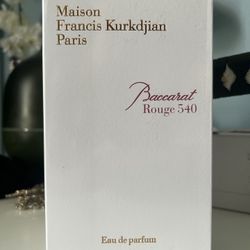 Maison
Francis Kurkdjian
Paris
Baccarat
Rouge 540
Eau de parfum